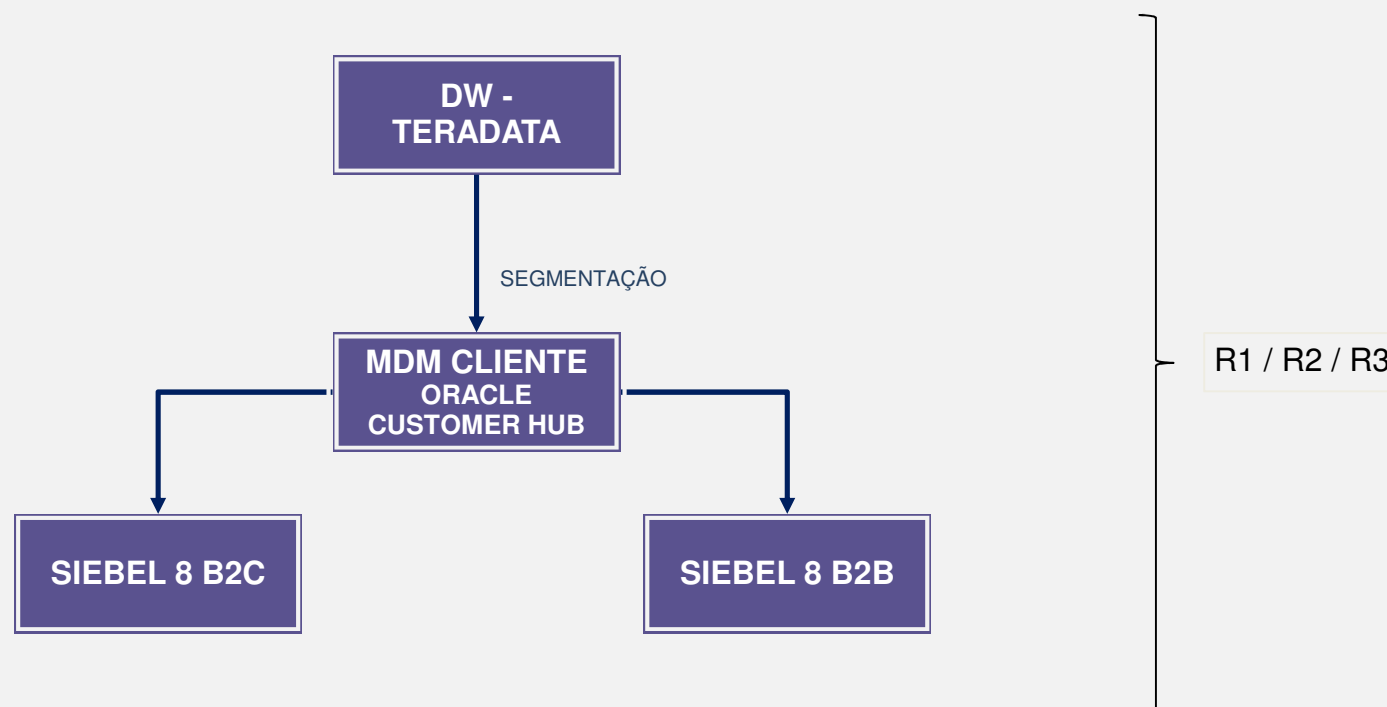 DW -
TERADATA
SEGMENTAÇÃO
MDM CLIENTE
ORACLE
CUSTOMER HUB
R1 / R2 / R3
SIEBEL 8 B2C
SIEBEL 8 B2B